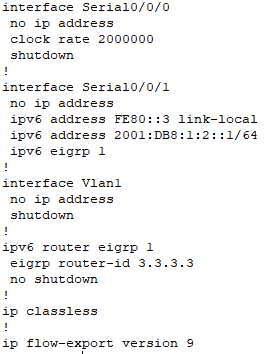 interface Serial0/0/0
 no ip address
 clock rate 2000000
 shutdown
!
interface Serial0/0/1
 no ip address
 ipv6 address FE80::3 link-local
 ipv6 address 2001:DB8:1:2::1/64
 ipv6 eigrp 1
!
interface Vlan1
 no ip address
 shutdown
!
ipv6 router eigrp 1
 eigrp router-id 3.3.3.3
 no shutdown
!
ip classless
!
ip flow-export version 9